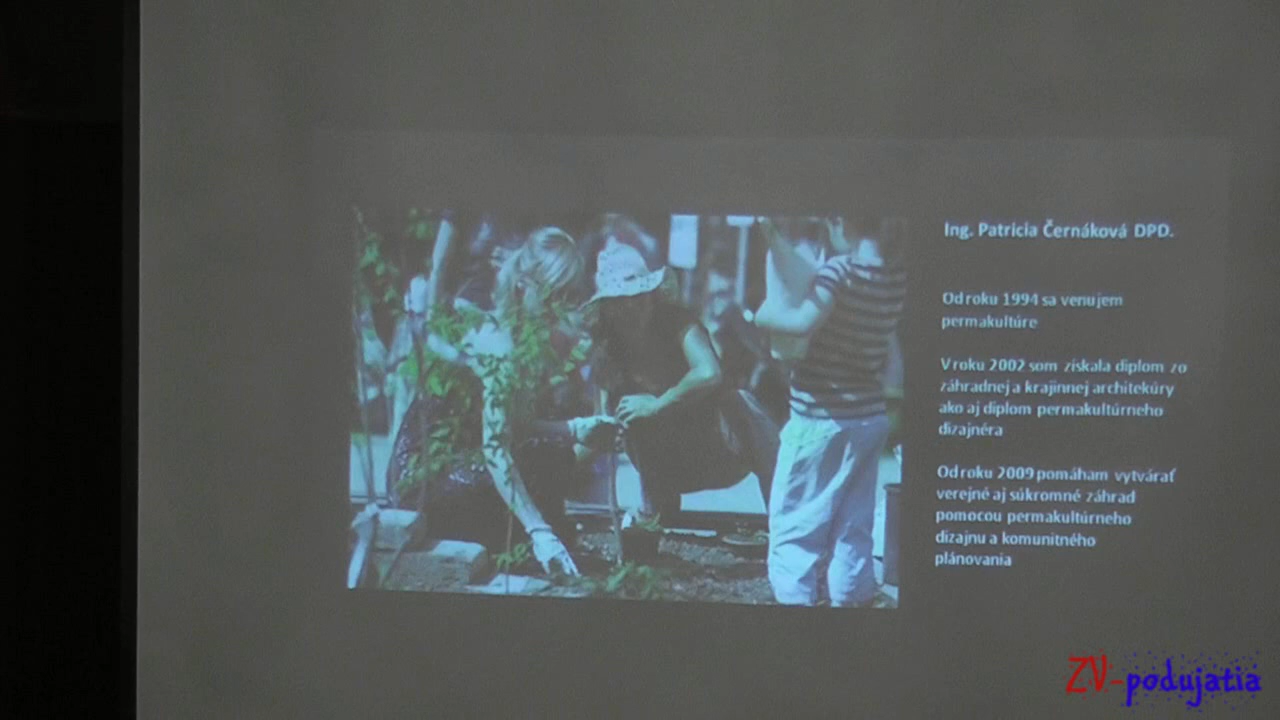 Ing. Patricia Černáková DPD.
Od roku 1994 sa venujem
permakultúre
V roku 2002 som získala diplom zo
záhradnej a krajinnej architekúry
ako aj diplom permakultúrneho
dizajnéra
Od roku 2009 pomáham vytvárať
verejné aj súkromné záhrad
pomocou permakultúrneho
dizajnu a komunitného
plánovania
ZV-podujatia